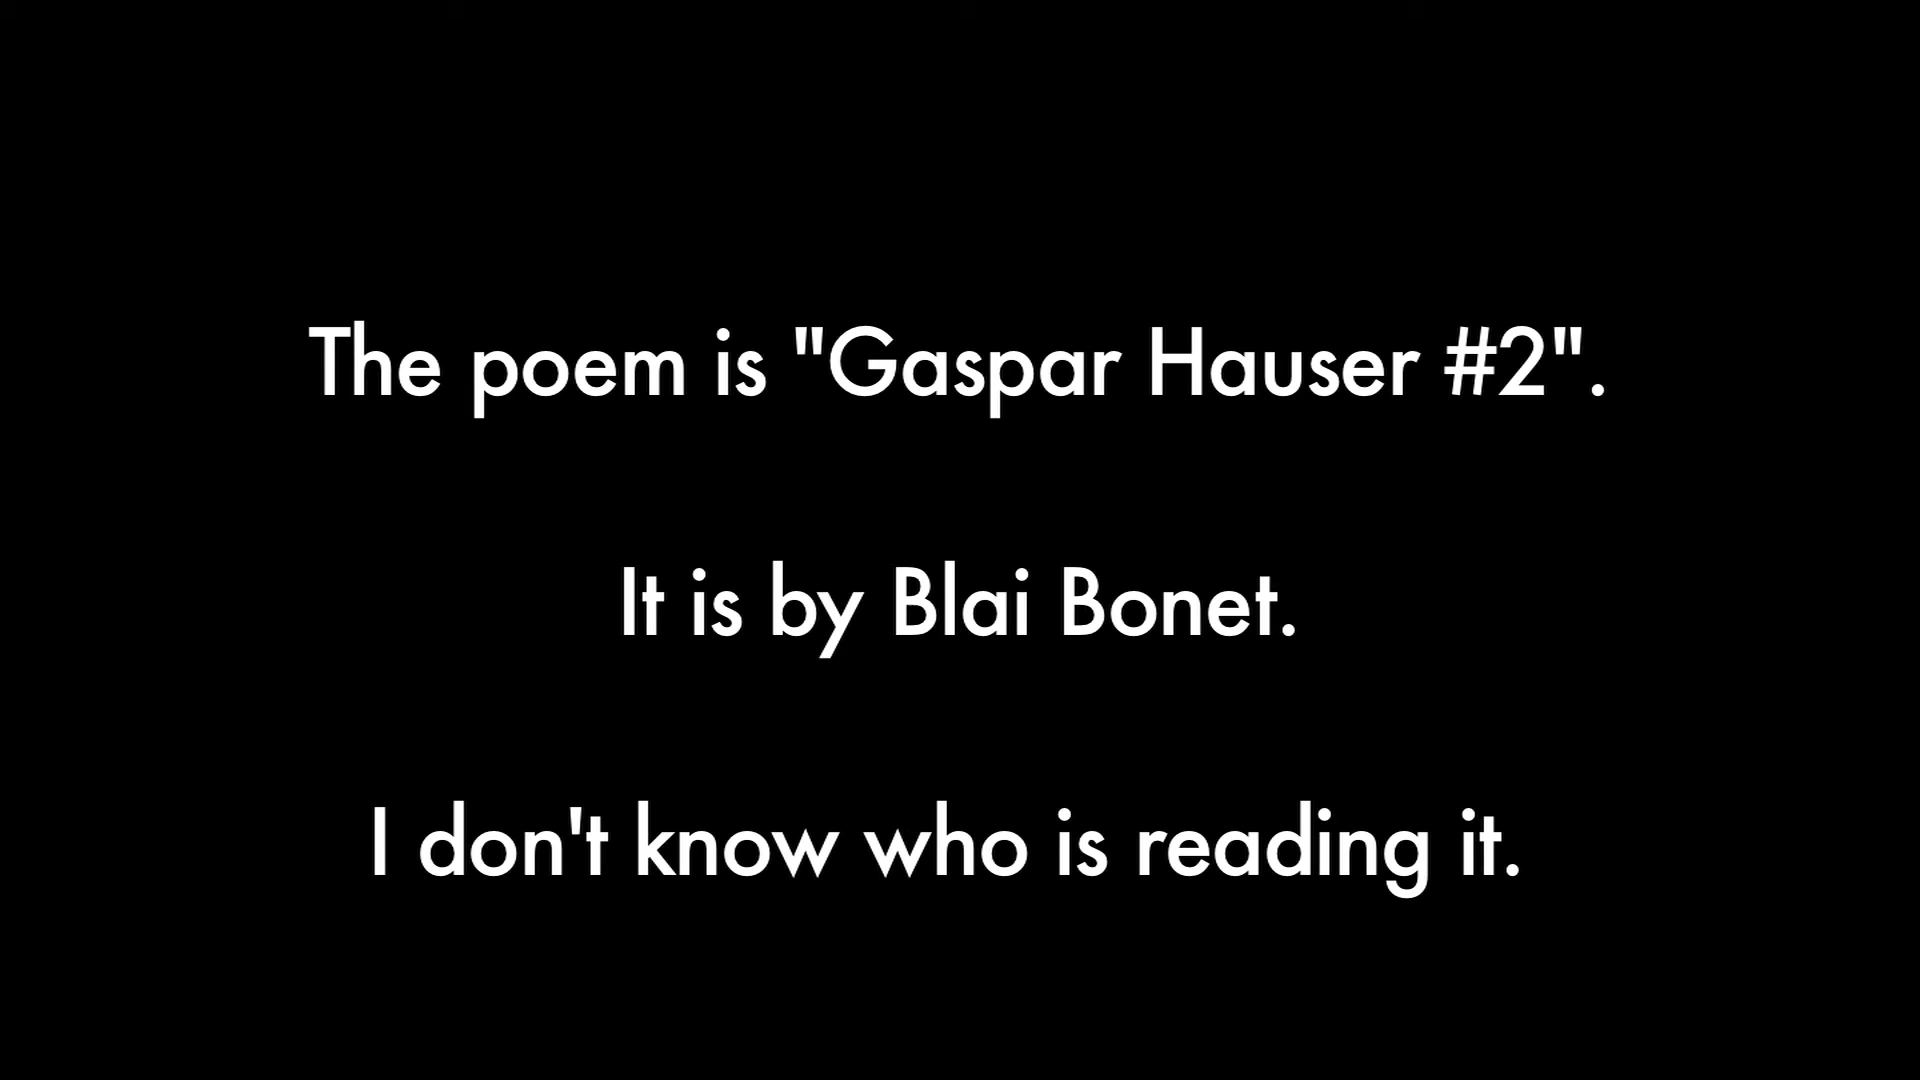 The poem is "Gaspar Hauser #2".
It is by Blai Bonet.
I don't know who is reading it.